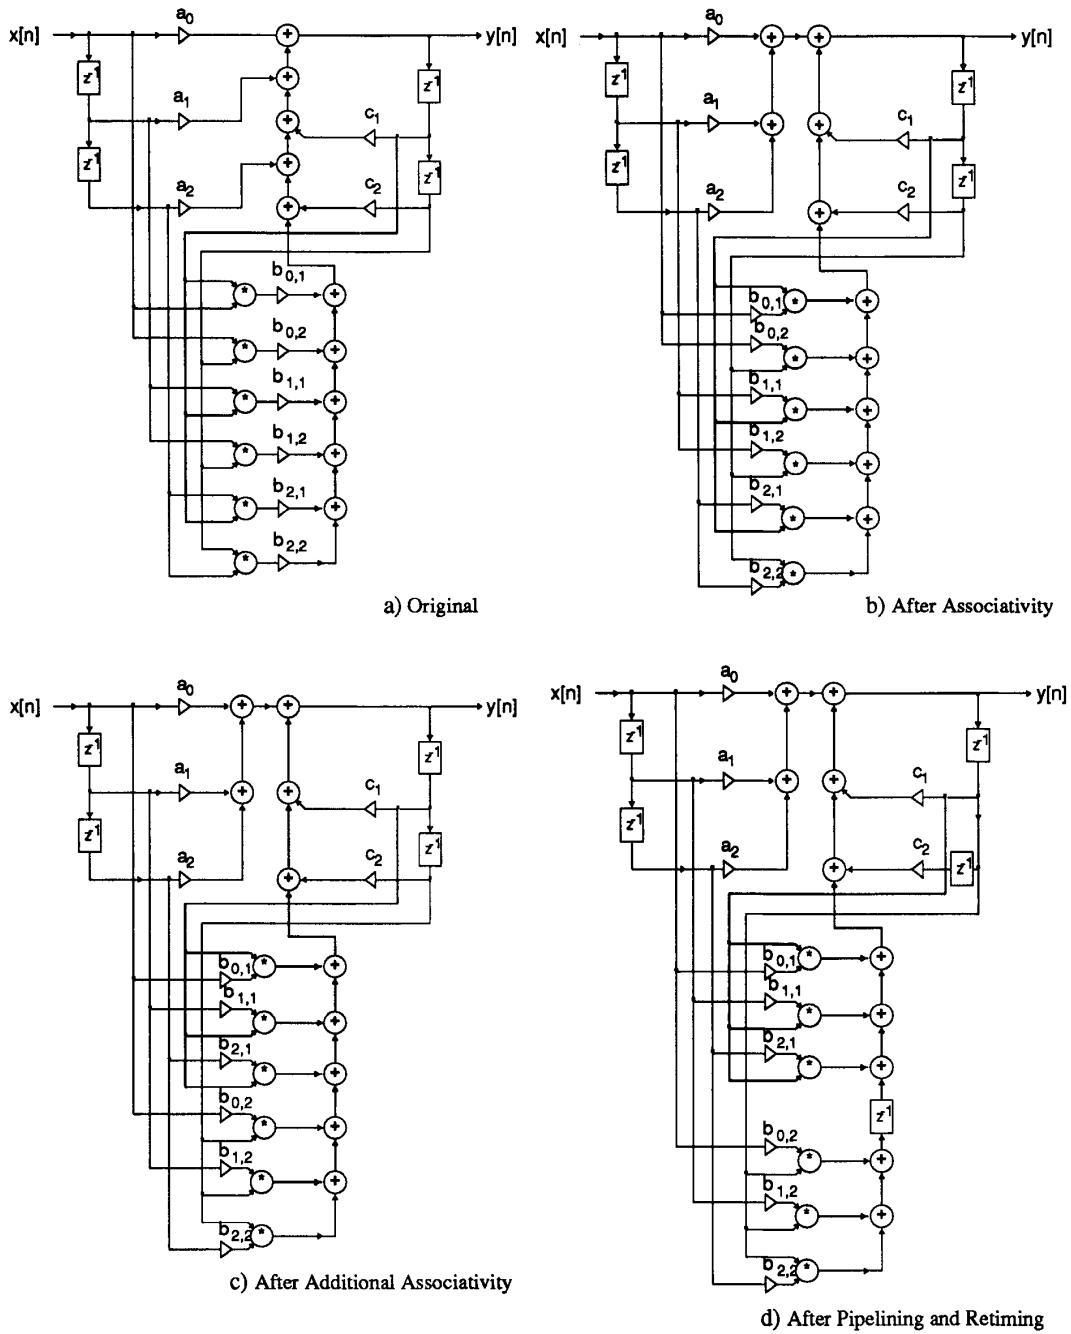 x[n]
a0
y[n]
z-1
z-1
a1
c1
z-1
z-1
a2
c2
b0,1
*
b0,2
*
b1,1
*
b1,2
*
b2,1
*
b2,2
*
a) Original
x[n]
a0
y[n]
z-1
z-1
a1
c1
z-1
z-1
a2
c2
b0,1
*
b0,2
*
b1,1
*
b1,2
*
b2,1
*
b2,2
*
b) After Associativity
x[n]
a0
y[n]
z-1
z-1
a1
c1
z-1
z-1
a2
c2
b0,1
*
b1,1
*
b2,1
*
b0,2
*
b1,2
*
b2,2
*
c) After Additional Associativity
x[n]
a0
y[n]
z-1
z-1
a1
c1
z-1
a2
c2
z-1
b0,1
*
b1,1
*
b2,1
*
z-1
b0,2
*
b1,2
*
b2,2
*
d) After Pipelining and Retiming